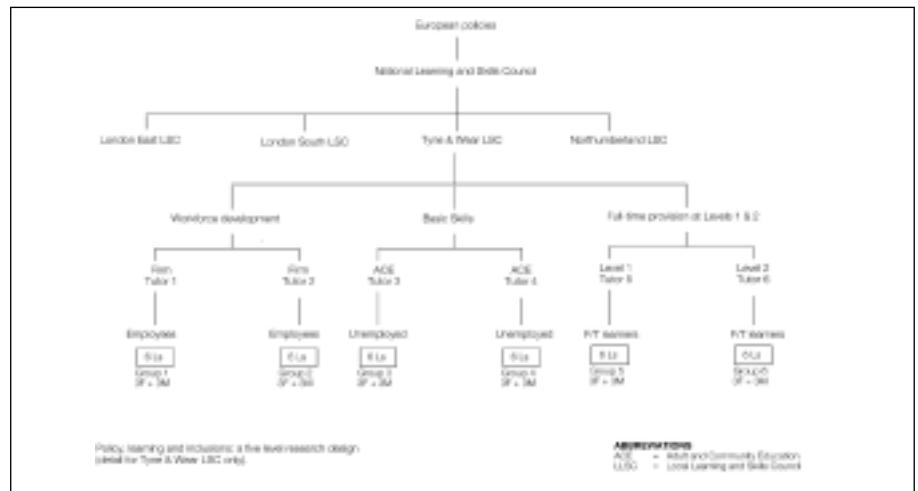 European policies
National Learning and Skills Council
London East LSC
London South LSC
Tyne & Wear LSC
Northumberland LSC
Workforce development
Basic Skills
Full-time provision at Levels 1 & 2
Firm
Tutor 1
Firm
Tutor 2
ACE
Tutor 3
ACE
Tutor 4
Level 1
Tutor 5
Level 2
Tutor 6
Employees
Employees
Unemployed
Unemployed
F/T learners
F/T learners
6 Ls
6 Ls
6 Ls
6 Ls
6 Ls
6 Ls
Group 1
3F + 3M
Group 2
3F + 3M
Group 3
3F + 3M
Group 4
3F + 3M
Group 5
3F + 3M
Group 6
3F + 3M
Policy, learning and inclusions: a five level research design
(detail for Tyne & Wear LSC only).
ABBREVIATIONS
ACE = Adult and Community Education
LLSC = Local Learning and Skills Council